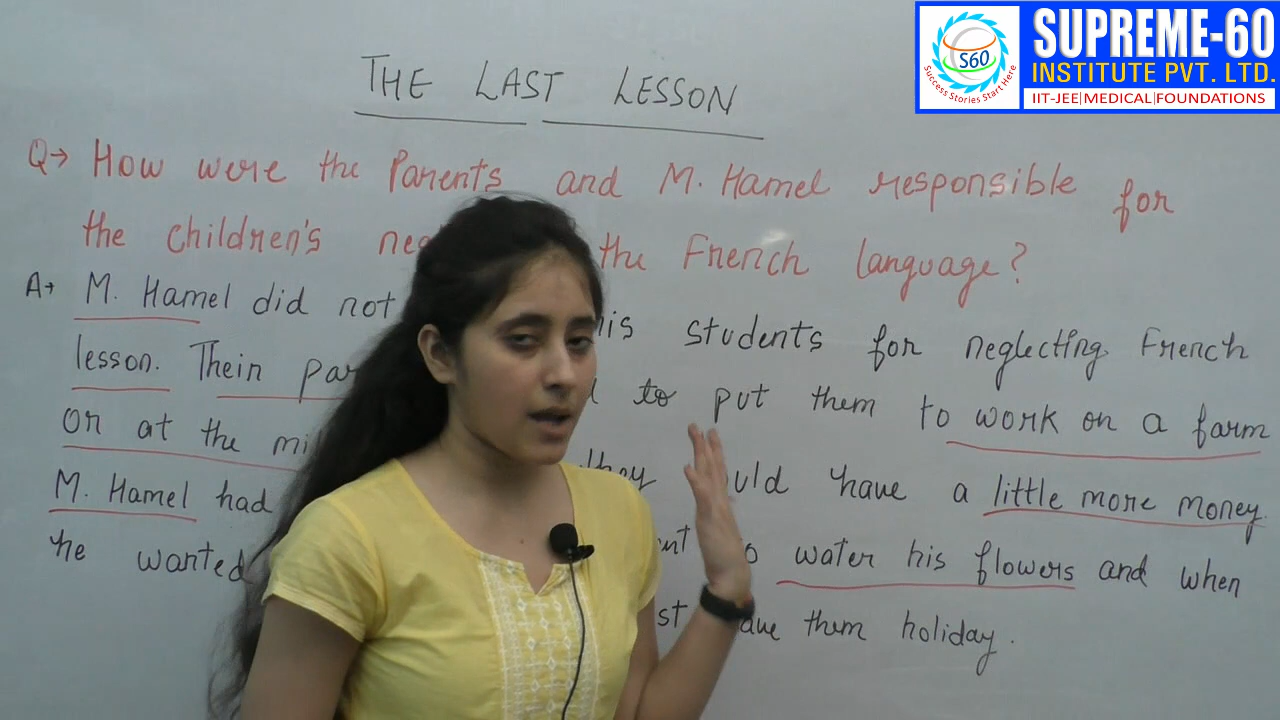 THE LAST LESSON
Q→ How were the Parents and M. Hamel responsible for
the children's the French language?
A→ M. Hamel did not his students for neglecting French
lesson. Their to put them to work on a farm
or at the they have a little more money.
M. Hamel had to water his flowers and when
he wanted them holiday.
S60
Success Stories Start Here
SUPREME-60
INSTITUTE PVT. LTD.
IIT-JEE|MEDICAL|FOUNDATIONS